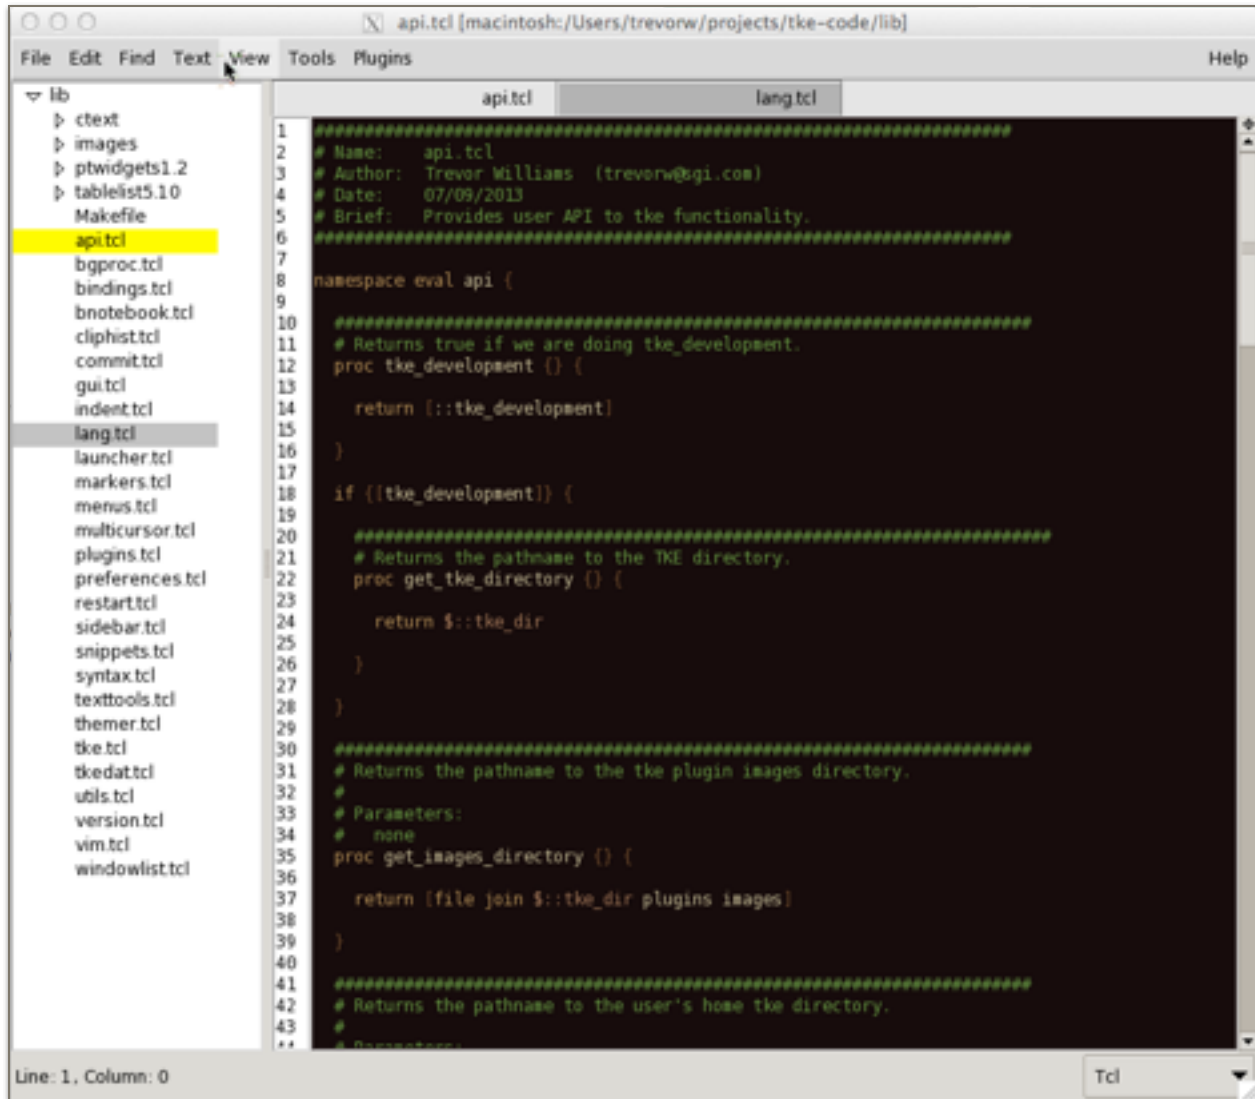 api.tcl [macintosh:/Users/trevorw/projects/tke-code/lib]
File Edit Find Text View Tools Plugins Help
lib
ctext
images
ptwidgets1.2
tablelist5.10
Makefile
api.tcl
bgproc.tcl
bindings.tcl
bnotebook.tcl
cliphist.tcl
commit.tcl
gui.tcl
indent.tcl
lang.tcl
launcher.tcl
markers.tcl
menus.tcl
multicursor.tcl
plugins.tcl
preferences.tcl
restart.tcl
sidebar.tcl
snippets.tcl
syntax.tcl
texttools.tcl
themer.tcl
tke.tcl
tkedat.tcl
utils.tcl
version.tcl
vim.tcl
windowlist.tcl
api.tcl lang.tcl
1 ######################################################################
2 # Name:    api.tcl
3 # Author:  Trevor Williams  (trevorw@sgi.com)
4 # Date:    07/09/2013
5 # Brief:   Provides user API to tke functionality.
6 ######################################################################
7
8 namespace eval api {
9
10   ######################################################################
11   # Returns true if we are doing tke_development.
12   proc tke_development {} {
13
14     return [::tke_development]
15
16   }
17
18   if {[tke_development]} {
19
20     ######################################################################
21     # Returns the pathname to the TKE directory.
22     proc get_tke_directory {} {
23
24       return $::tke_dir
25
26     }
27
28   }
29
30   ######################################################################
31   # Returns the pathname to the tke plugin images directory.
32   #
33   # Parameters:
34   #   none
35   proc get_images_directory {} {
36
37     return [file join $::tke_dir plugins images]
38
39   }
40
41   ######################################################################
42   # Returns the pathname to the user's home tke directory.
43   #
44   # Parameters:
Line: 1, Column: 0
Tcl